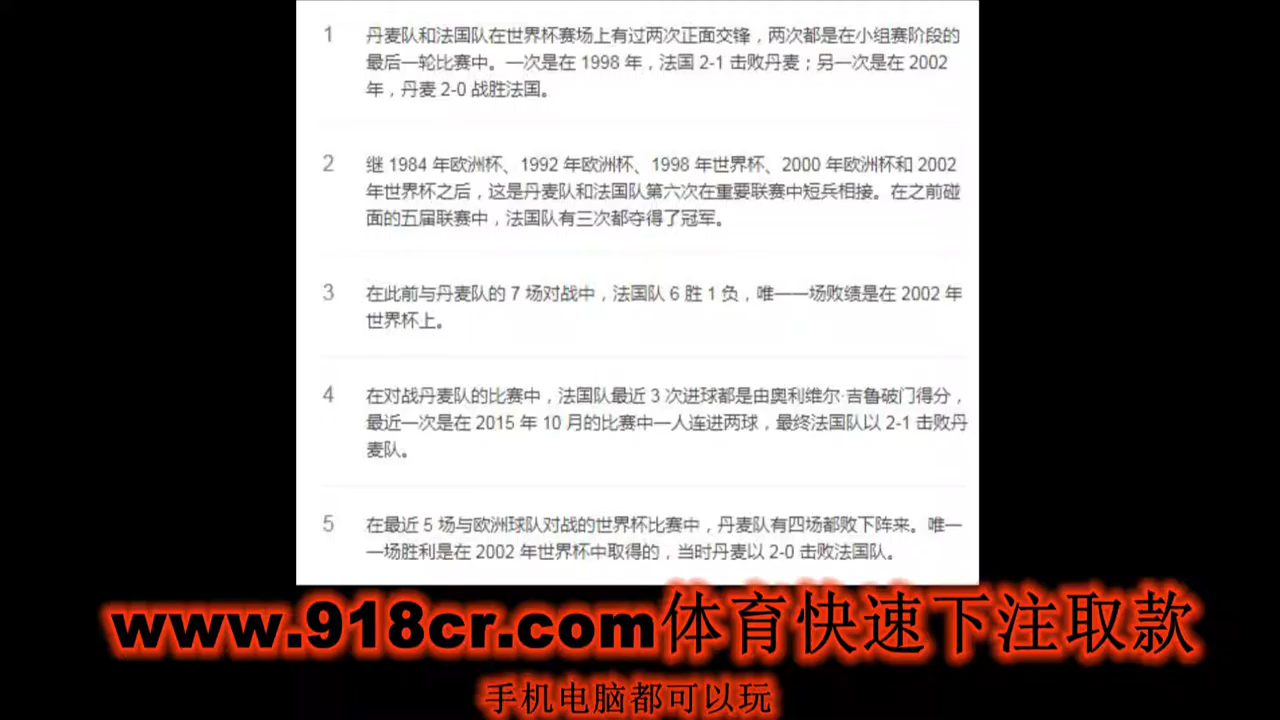 1 丹麦队和法国队在世界杯赛场上有过两次正面交锋，两次都是在小组赛阶段的
最后一轮比赛中。一次是在 1998 年，法国 2-1 击败丹麦；另一次是在 2002
年，丹麦 2-0 战胜法国。
2 继 1984 年欧洲杯、1992 年欧洲杯、1998 年世界杯、2000 年欧洲杯和 2002
年世界杯之后，这是丹麦队和法国队第六次在重要联赛中短兵相接。在之前碰
面的五届联赛中，法国队有三次都夺得了冠军。
3 在此前与丹麦队的 7 场对战中，法国队 6 胜 1 负，唯一一场败绩是在 2002 年
世界杯上。
4 在对战丹麦队的比赛中，法国队最近 3 次进球都是由奥利维尔·吉鲁破门得分，
最近一次是在 2015 年 10 月的比赛中一人连进两球，最终法国队以 2-1 击败丹
麦队。
5 在最近 5 场与欧洲球队对战的世界杯比赛中，丹麦队有四场都败下阵来。唯一
一场胜利是在 2002 年世界杯中取得的，当时丹麦以 2-0 击败法国队。
www.918cr.com体育快速下注取款
手机电脑都可以玩